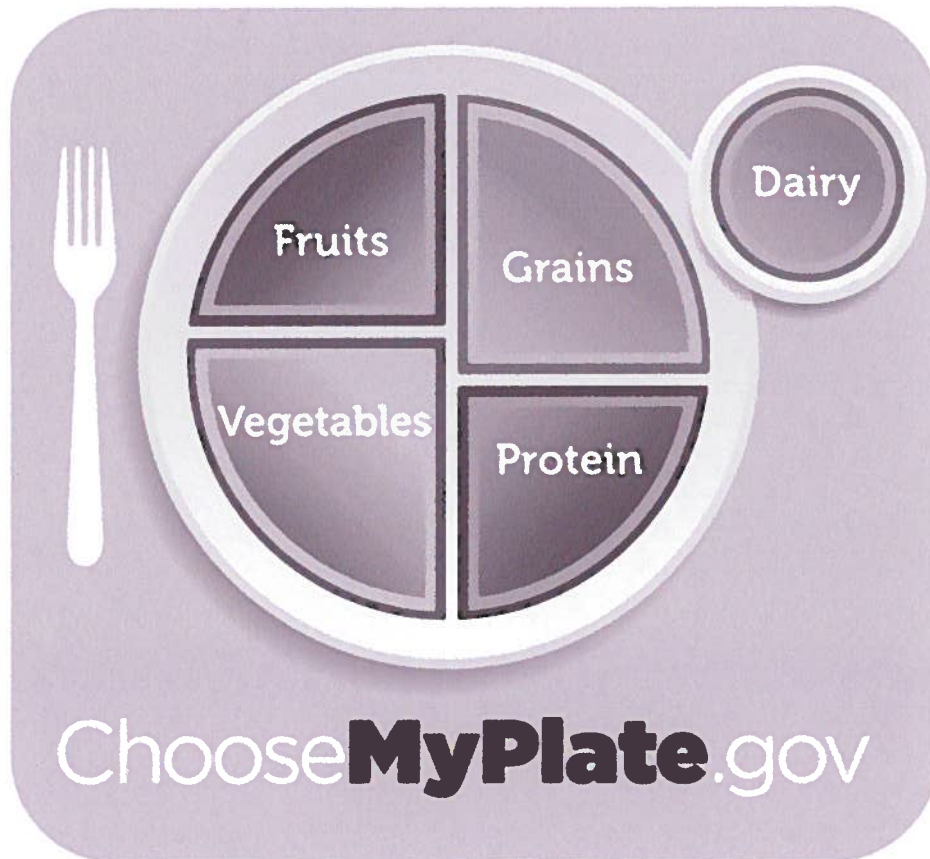 Dairy
Fruits
Grains
Vegetables
Protein
ChooseMyPlate.gov